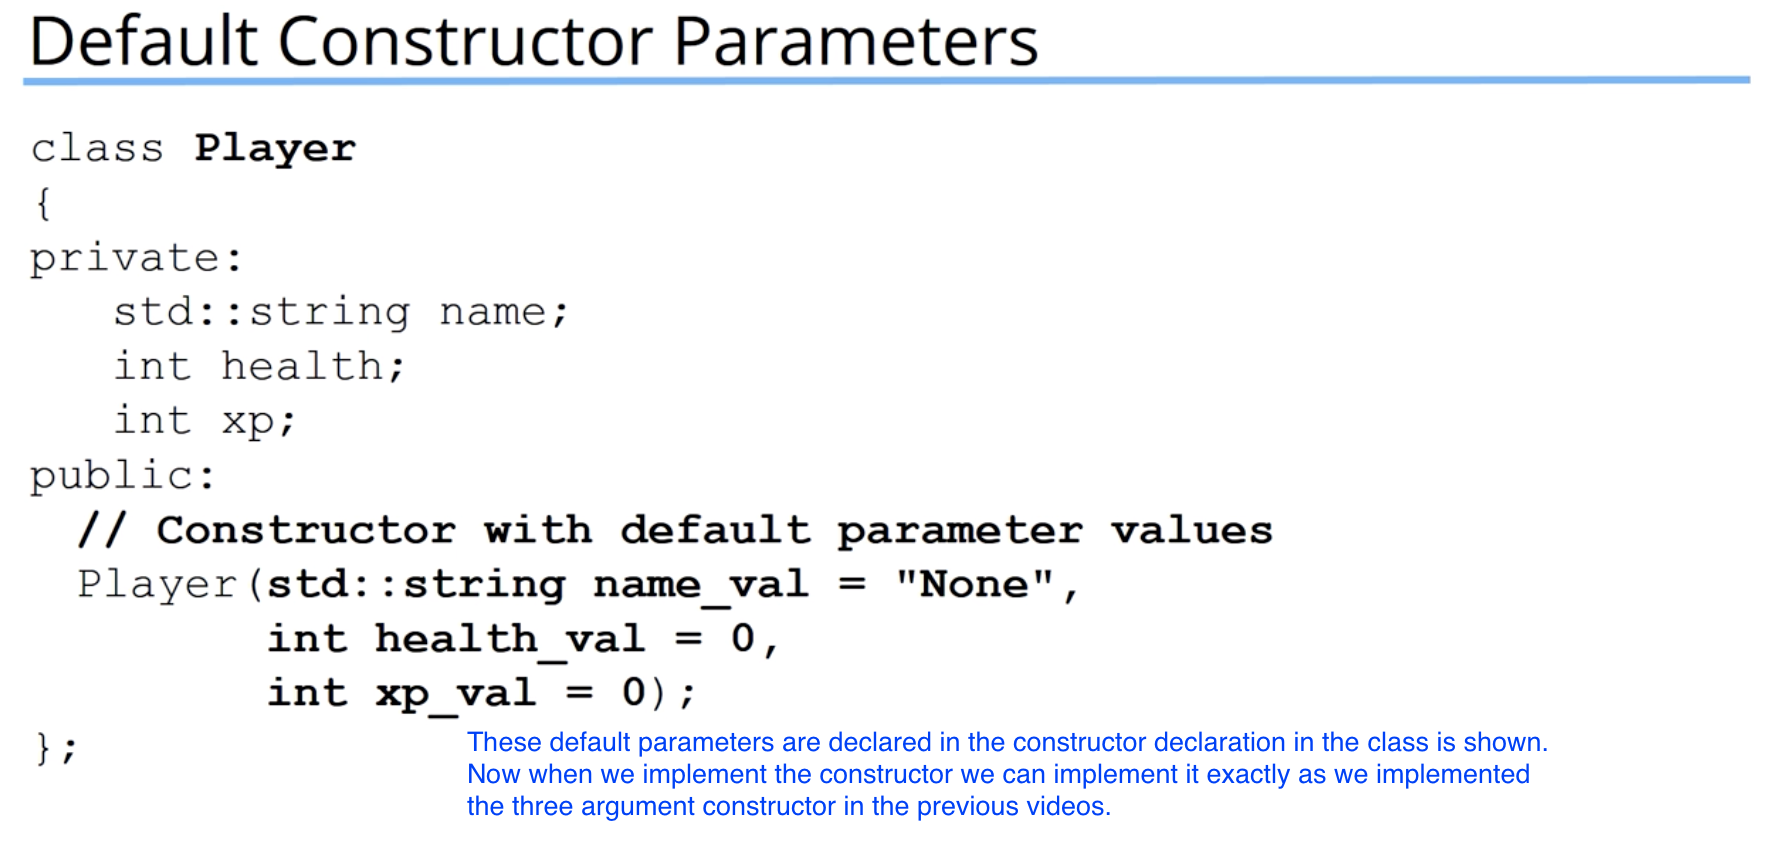 Default Constructor Parameters
class Player
{
private:
std::string name;
int health;
int xp;
public:
// Constructor with default parameter values
Player(std::string name_val = "None",
int health_val = 0,
int xp_val = 0);
};
These default parameters are declared in the constructor declaration in the class is shown.
Now when we implement the constructor we can implement it exactly as we implemented
the three argument constructor in the previous videos.